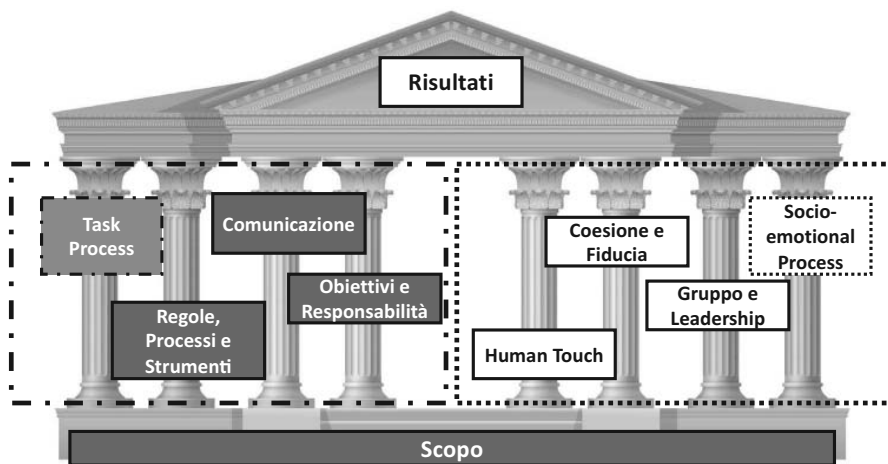 Risultati
Task
Process
Comunicazione
Regole,
Processi e
Strumenti
Obiettivi e
Responsabilità
Coesione e
Fiducia
Human Touch
Gruppo e
Leadership
Socio-
emotional
Process
Scopo